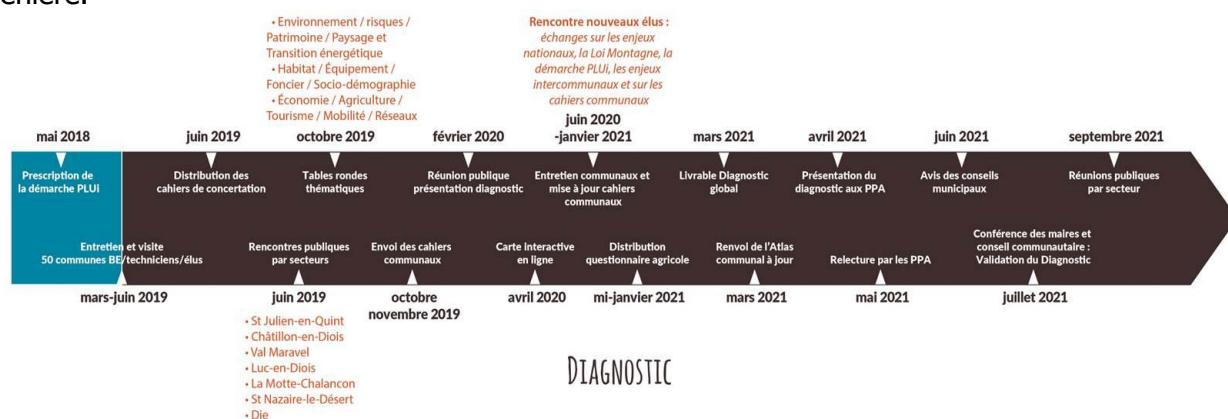 • Environnement / risques /
Patrimoine / Paysage et
Transition énergétique
• Habitat / Équipement /
Foncier / Socio-démographie
• Économie / Agriculture /
Tourisme / Mobilité / Réseaux
Rencontre nouveaux élus :
échanges sur les enjeux
nationaux, la Loi Montagne, la
démarche PLUi, les enjeux
intercommunaux et sur les
cahiers communaux
mai 2018
juin 2019
octobre 2019
février 2020
juin 2020
-janvier 2021
mars 2021
avril 2021
juin 2021
septembre 2021
Prescription de
la démarche PLUi
Distribution des
cahiers de concertation
Tables rondes
thématiques
Réunion publique
présentation diagnostic
Entretien communaux et
mise à jour cahiers
communaux
Livrable Diagnostic
global
Présentation du
diagnostic aux PPA
Avis des conseils
municipaux
Réunions publiques
par secteur
Entretien et visite
50 communes BE/techniciens/élus
Rencontres publiques
par secteurs
Envoi des cahiers
communaux
Carte interactive
en ligne
Distribution
questionnaire agricole
Renvoi de l'Atlas
communal à jour
Relecture par les PPA
Conférence des maires et
conseil communautaire :
Validation du Diagnostic
mars-juin 2019
juin 2019
octobre
novembre 2019
avril 2020
mi-janvier 2021
mars 2021
mai 2021
juillet 2021
• St Julien-en-Quint
• Châtillon-en-Diois
• Val Maravel
• Luc-en-Diois
• La Motte-Chalancon
• St Nazaire-le-Désert
• Die
DIAGNOSTIC